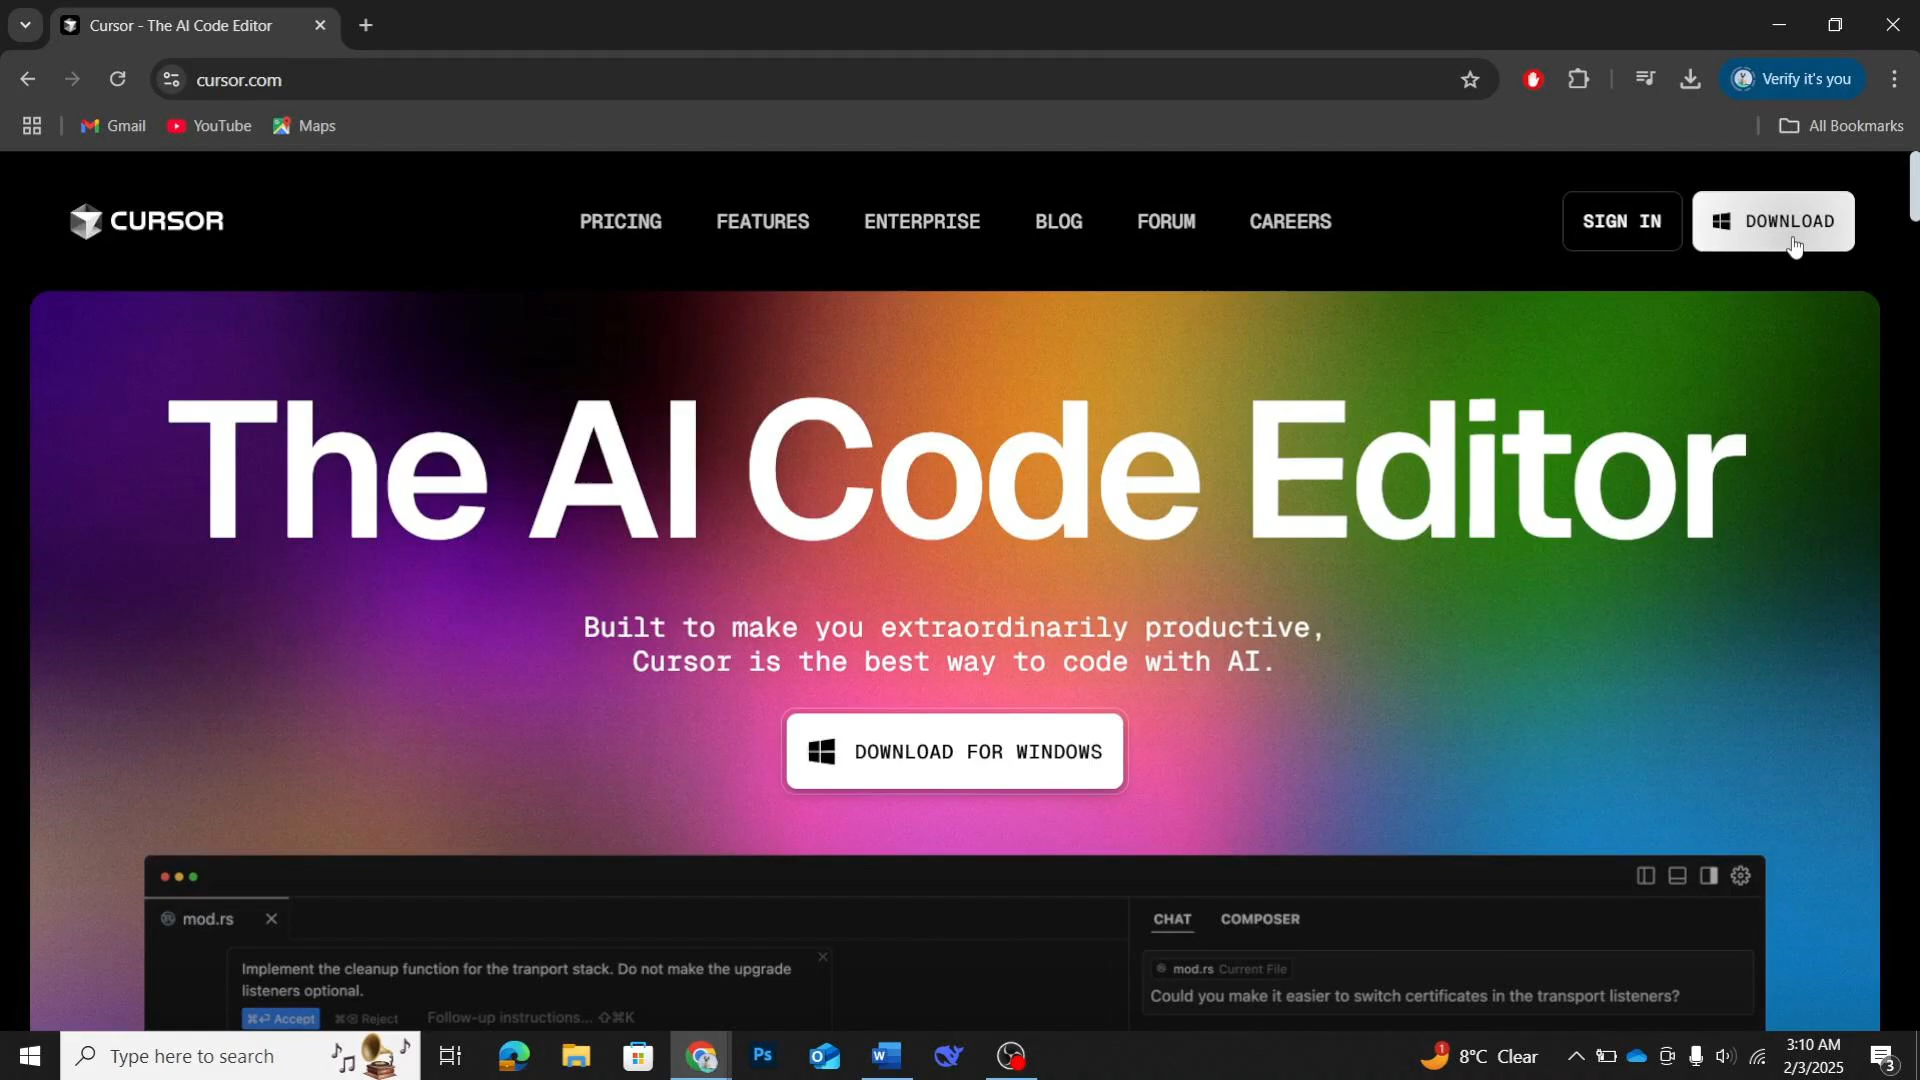 Cursor - The AI Code Editor
cursor.com
Verify it's you
Gmail
YouTube
Maps
All Bookmarks
CURSOR
PRICING
FEATURES
ENTERPRISE
BLOG
FORUM
CAREERS
SIGN IN
DOWNLOAD
The AI Code Editor
Built to make you extraordinarily productive,
Cursor is the best way to code with AI.
DOWNLOAD FOR WINDOWS
mod.rs
CHAT
COMPOSER
Implement the cleanup function for the tranport stack. Do not make the upgrade
listeners optional.
⌘⏎ Accept
⌘⌫ Reject
Follow-up instructions... ⇧⌘K
mod.rs Current File
Could you make it easier to switch certificates in the transport listeners?
Type here to search
Ps
1
8°C Clear
3:10 AM
2/3/2025
3